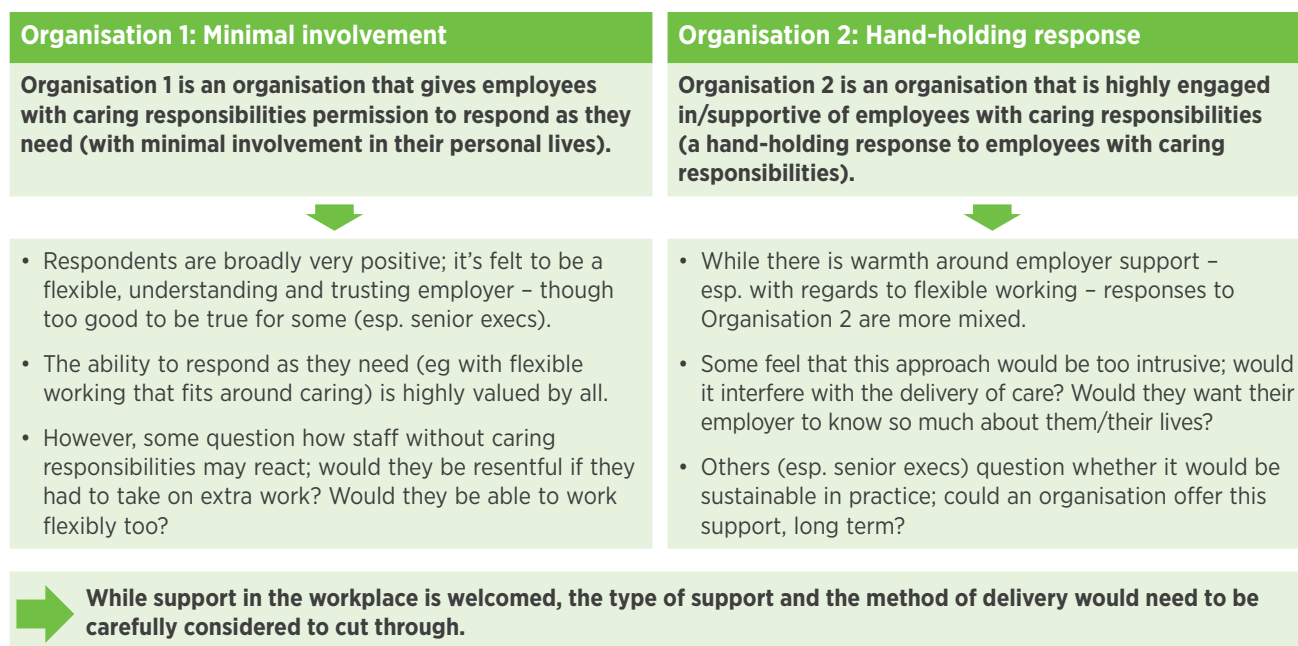 Organisation 1: Minimal involvement
Organisation 1 is an organisation that gives employees
with caring responsibilities permission to respond as they
need (with minimal involvement in their personal lives).
• Respondents are broadly very positive; it’s felt to be a
flexible, understanding and trusting employer – though
too good to be true for some (esp. senior execs).
• The ability to respond as they need (eg with flexible
working that fits around caring) is highly valued by all.
• However, some question how staff without caring
responsibilities may react; would they be resentful if they
had to take on extra work? Would they be able to work
flexibly too?
Organisation 2: Hand-holding response
Organisation 2 is an organisation that is highly engaged
in/supportive of employees with caring responsibilities
(a hand-holding response to employees with caring
responsibilities).
• While there is warmth around employer support –
esp. with regards to flexible working – responses to
Organisation 2 are more mixed.
• Some feel that this approach would be too intrusive; would
it interfere with the delivery of care? Would they want their
employer to know so much about them/their lives?
• Others (esp. senior execs) question whether it would be
sustainable in practice; could an organisation offer this
support, long term?
While support in the workplace is welcomed, the type of support and the method of delivery would need to be
carefully considered to cut through.